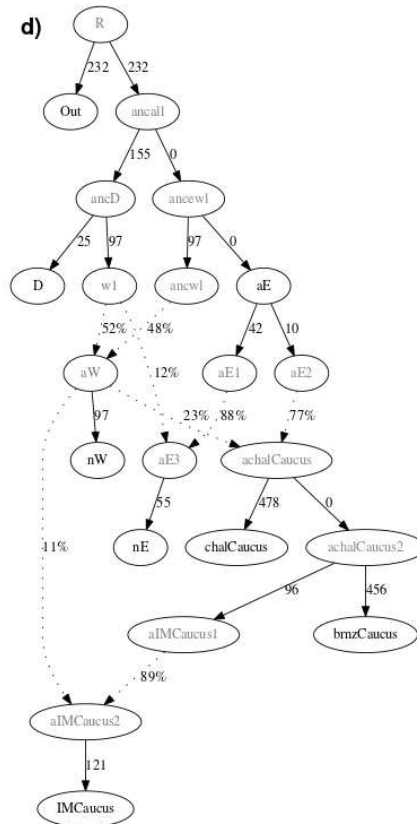 d)
R
232 232
Out ancall
155 0
ancD ancewl
25 97 97 0
D w1 ancwl aE
52% 48% 42 10
aW 12% aE1 aE2
97 23% 88% 77%
nW aE3 achalCaucus
55 478 0
11% nE chalCaucus achalCaucus2
96 456
aIMCaucus1 brnzCaucus
89%
aIMCaucus2
121
IMCaucus